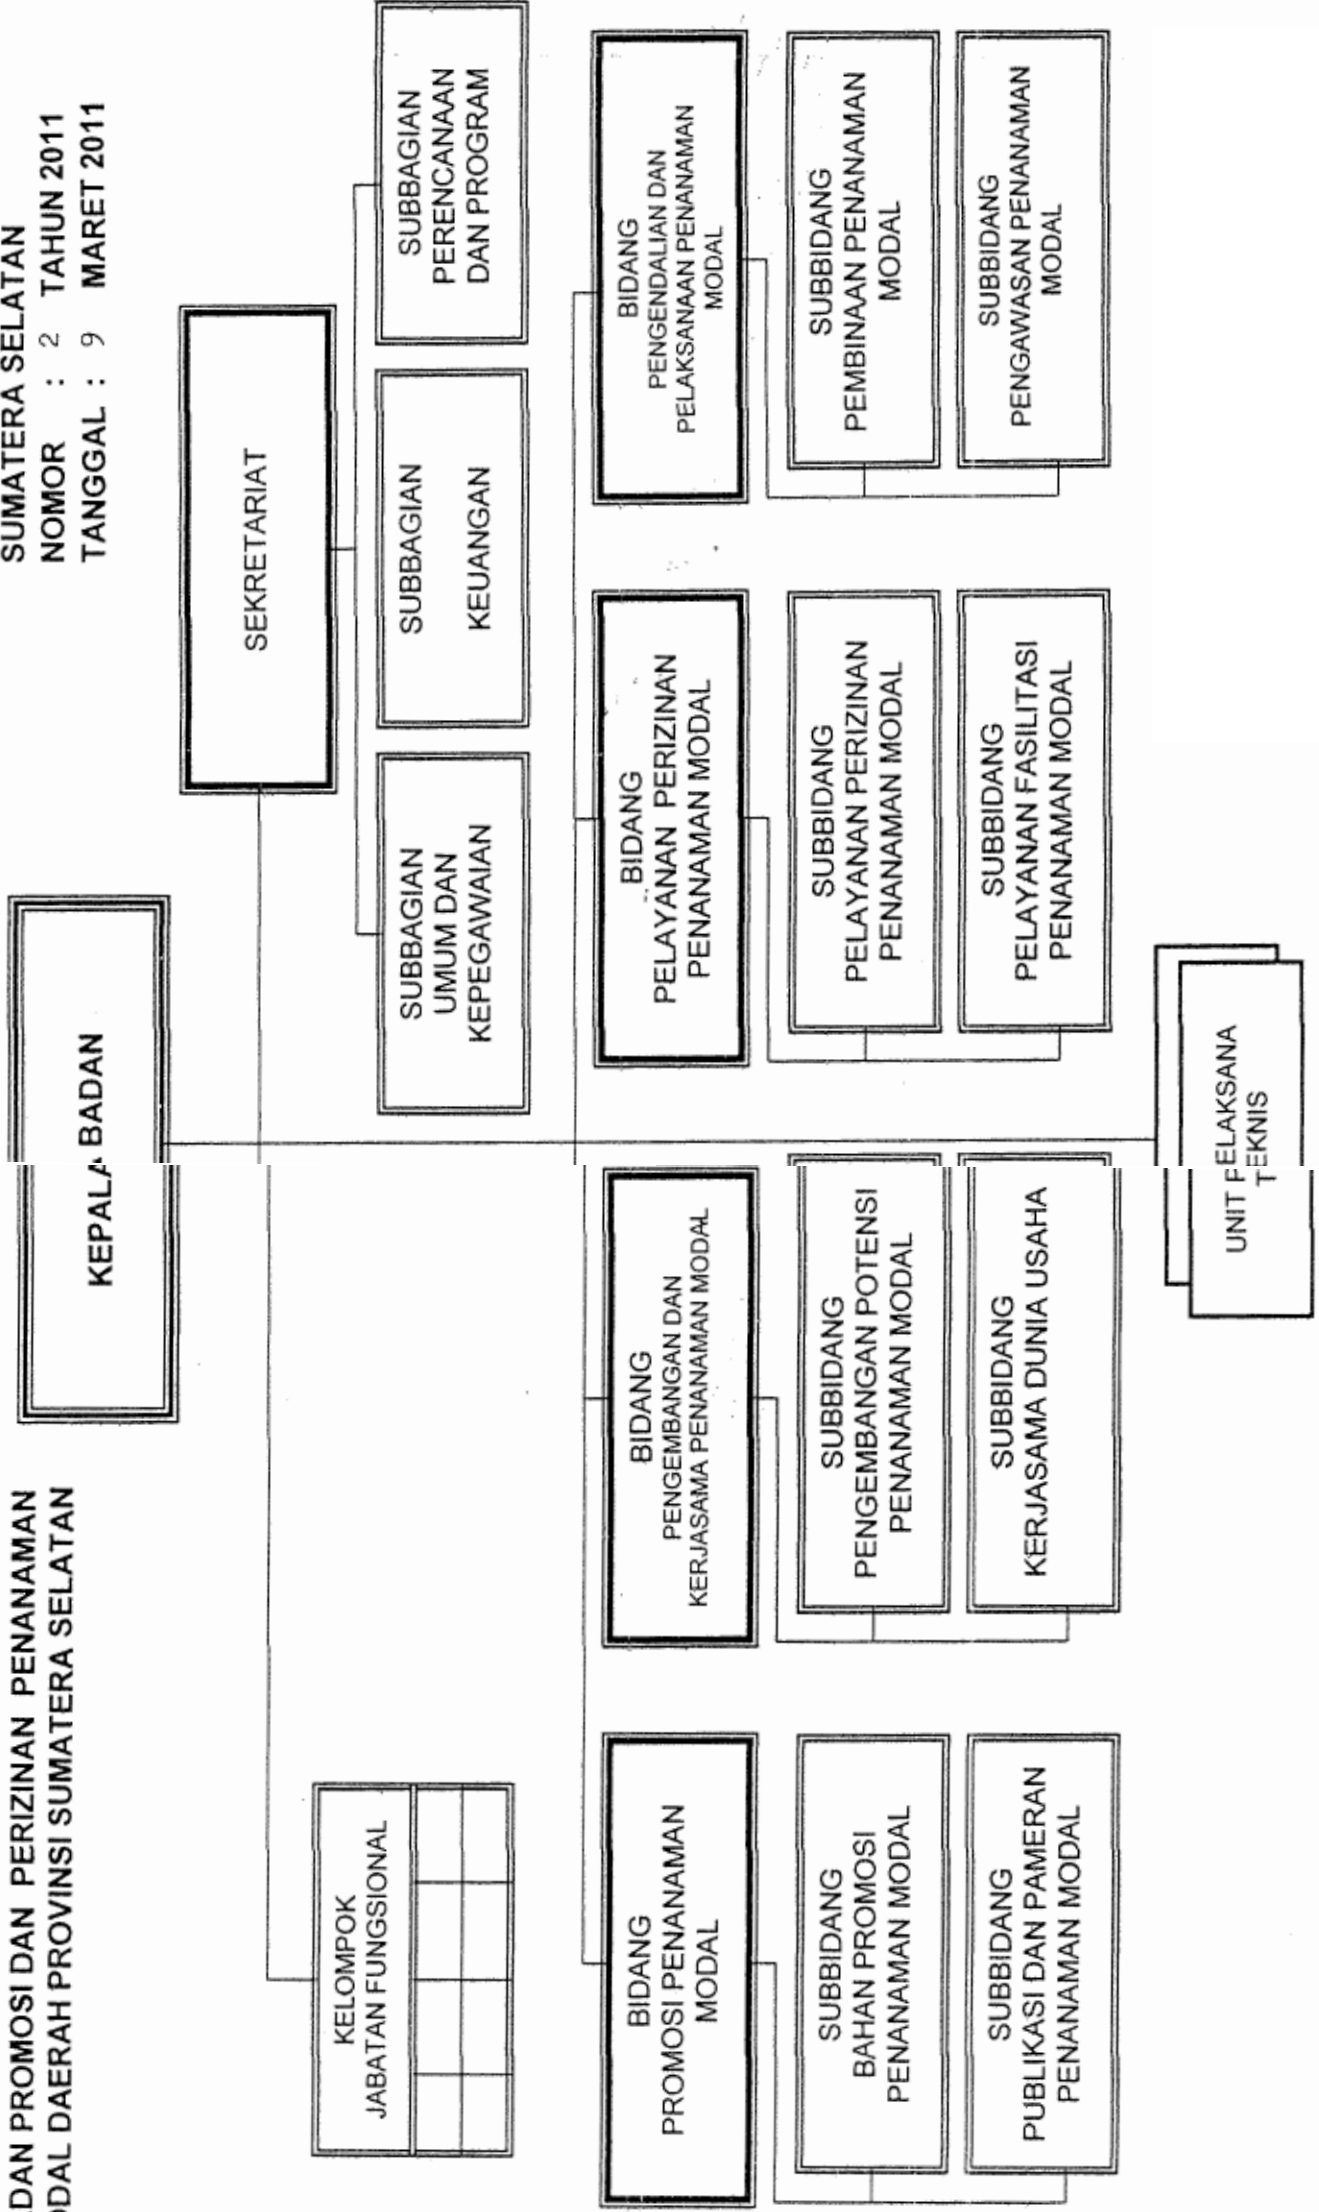 DAN PROMOSI DAN PERIZINAN PENANAMAN
DAERAH PROVINSI SUMATERA SELATAN
SUMATERA SELATAN
NOMOR : 2 TAHUN 2011
TANGGAL : 9 MARET 2011
KEPALA BADAN
SEKRETARIAT
KELOMPOK
JABATAN FUNGSIONAL
SUBBAGIAN
UMUM DAN
KEPEGAWAIAN
SUBBAGIAN
KEUANGAN
SUBBAGIAN
PERENCANAAN
DAN PROGRAM
BIDANG
PROMOSI PENANAMAN
MODAL
BIDANG
PENGEMBANGAN DAN
KERJASAMA PENANAMAN MODAL
BIDANG
PELAYANAN PERIZINAN
PENANAMAN MODAL
BIDANG
PENGENDALIAN DAN
PELAKSANAAN PENANAMAN
MODAL
SUBBIDANG
BAHAN PROMOSI
PENANAMAN MODAL
SUBBIDANG
PENGEMBANGAN POTENSI
PENANAMAN MODAL
SUBBIDANG
PELAYANAN PERIZINAN
PENANAMAN MODAL
SUBBIDANG
PEMBINAAN PENANAMAN
MODAL
SUBBIDANG
PUBLIKASI DAN PAMERAN
PENANAMAN MODAL
SUBBIDANG
KERJASAMA DUNIA USAHA
SUBBIDANG
PELAYANAN FASILITASI
PENANAMAN MODAL
SUBBIDANG
PENGAWASAN PENANAMAN
MODAL
UNIT PELAKSANA
TEKNIS